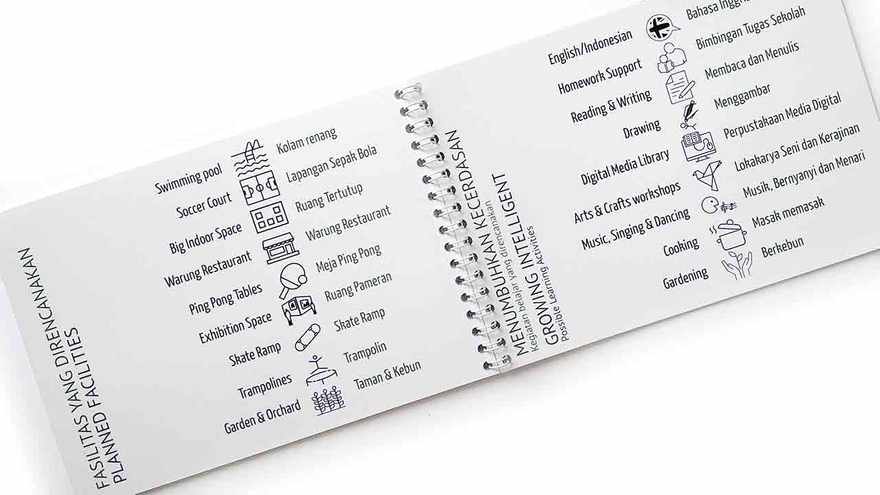 FASILITAS YANG DIRENCANAKAN
PLANNED FACILITIES
Swimming pool Kolam renang
Soccer Court Lapangan Sepak Bola
Big Indoor Space Ruang Tertutup
Warung Restaurant Warung Restaurant
Ping Pong Tables Meja Ping Pong
Exhibition Space Ruang Pameran
Skate Ramp Skate Ramp
Trampolines Trampolin
Garden & Orchard Taman & Kebun
MENUMBUHKAN KECERDASAN
Kegiatan belajar yang direncanakan
GROWING INTELLIGENT
Possible Learning Activities
English/Indonesian Bahasa
Homework Support Bimbingan Tugas Sekolah
Reading & Writing Membaca dan Menulis
Drawing Menggambar
Digital Media Library Perpustakaan Media Digital
Arts & Crafts workshops Lokakarya Seni dan Kerajinan
Music, Singing & Dancing Musik, Bernyanyi dan Menari
Cooking Masak memasak
Gardening Berkebun